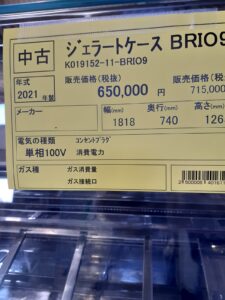 中古 ジェラートケース BRIO9
K019152-11-BRIO9
年式 販売価格(税抜) 販売価格(税込)
2021 年製 650,000 円 715,000
メーカー 幅(mm) 奥行(mm) 高さ(mm)
1818 740 126
電気の種類 コンセントプラグ
単相100V 消費電力
ガス種 ガス消費量
ガス接続口